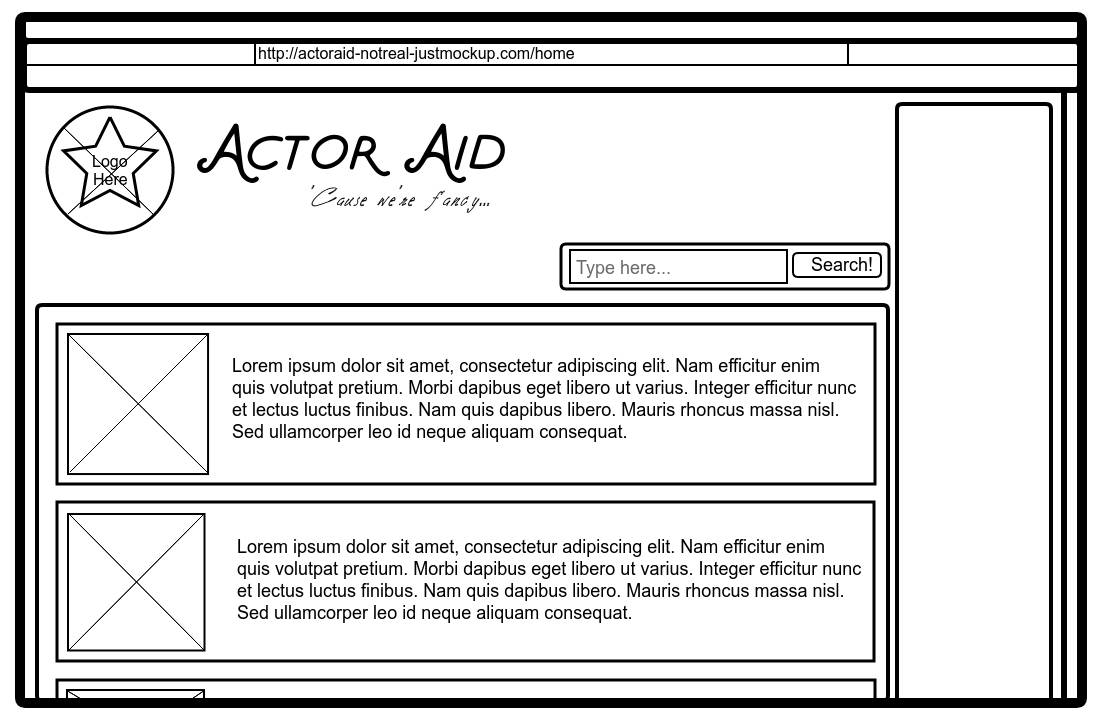 http://actoraid-notreal-justmockup.com/home
Logo
Here
Actor Aid
'Cause we're fancy...
Type here...
Search!
Lorem ipsum dolor sit amet, consectetur adipiscing elit. Nam efficitur enim
quis volutpat pretium. Morbi dapibus eget libero ut varius. Integer efficitur nunc
et lectus luctus finibus. Nam quis dapibus libero. Mauris rhoncus massa nisl.
Sed ullamcorper leo id neque aliquam consequat.
Lorem ipsum dolor sit amet, consectetur adipiscing elit. Nam efficitur enim
quis volutpat pretium. Morbi dapibus eget libero ut varius. Integer efficitur nunc
et lectus luctus finibus. Nam quis dapibus libero. Mauris rhoncus massa nisl.
Sed ullamcorper leo id neque aliquam consequat.